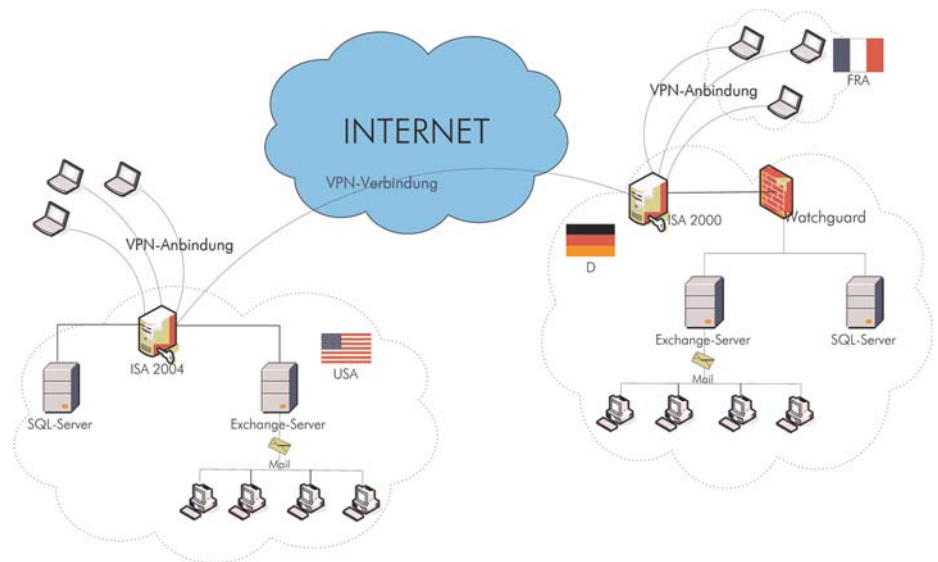 INTERNET
VPN-Verbindung
VPN-Anbindung
FRA
ISA 2000
Watchguard
D
Exchange-Server
SQL-Server
Mail
VPN-Anbindung
ISA 2004
USA
SQL-Server
Exchange-Server
Mail